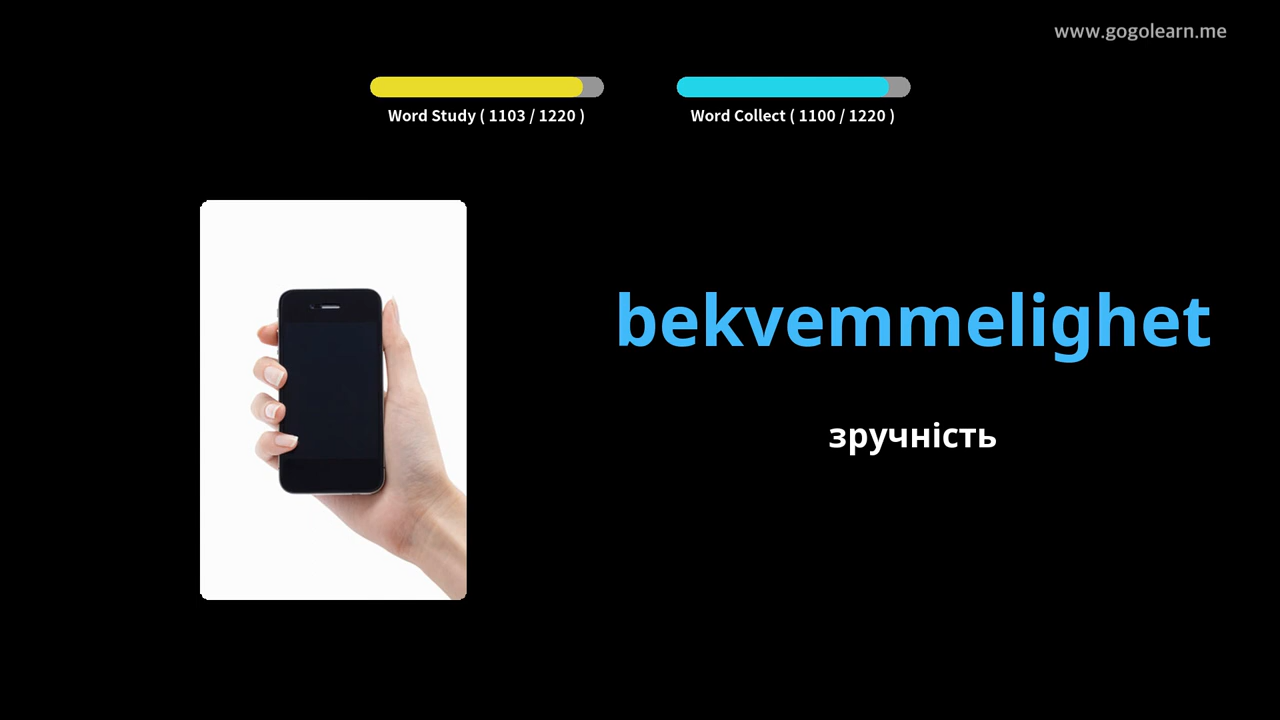 www.gogolearn.me
Word Study ( 1103 / 1220 )
Word Collect ( 1100 / 1220 )
bekvemmelighet
зручність